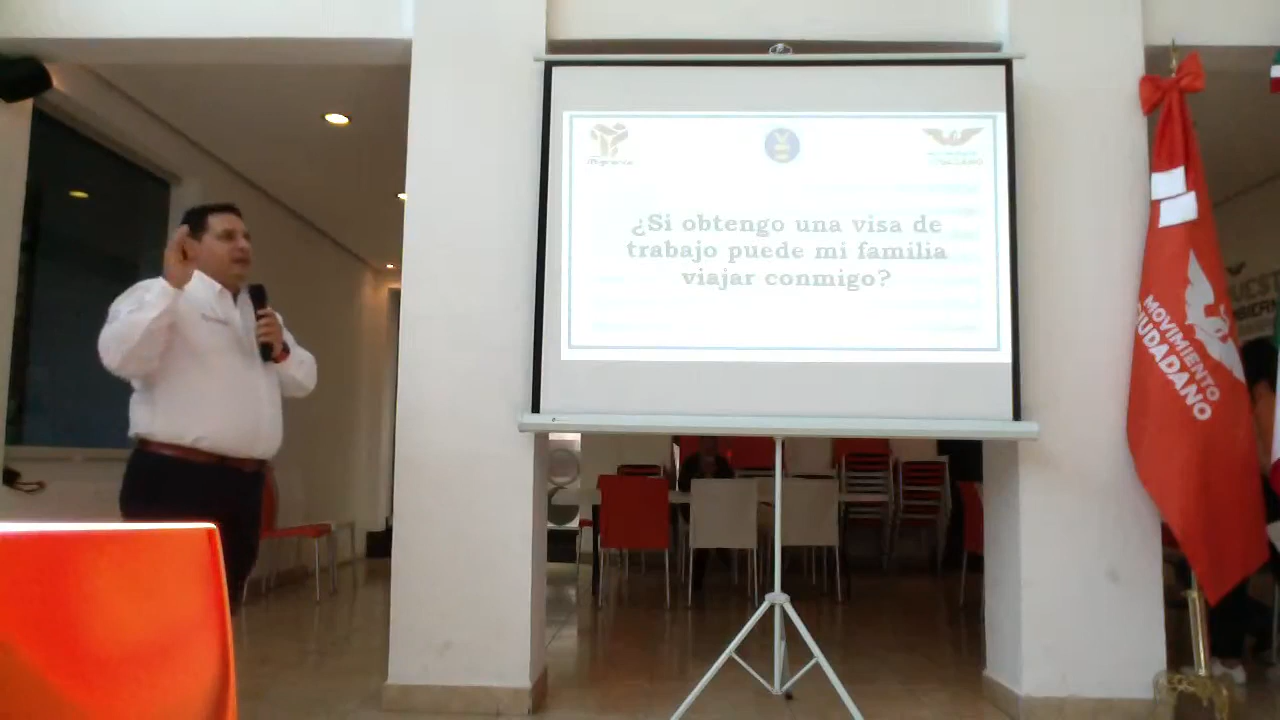 ¿Si obtengo una visa de
trabajo puede mi familia
viajar conmigo?
MOVIMIENTO
CIUDADANO